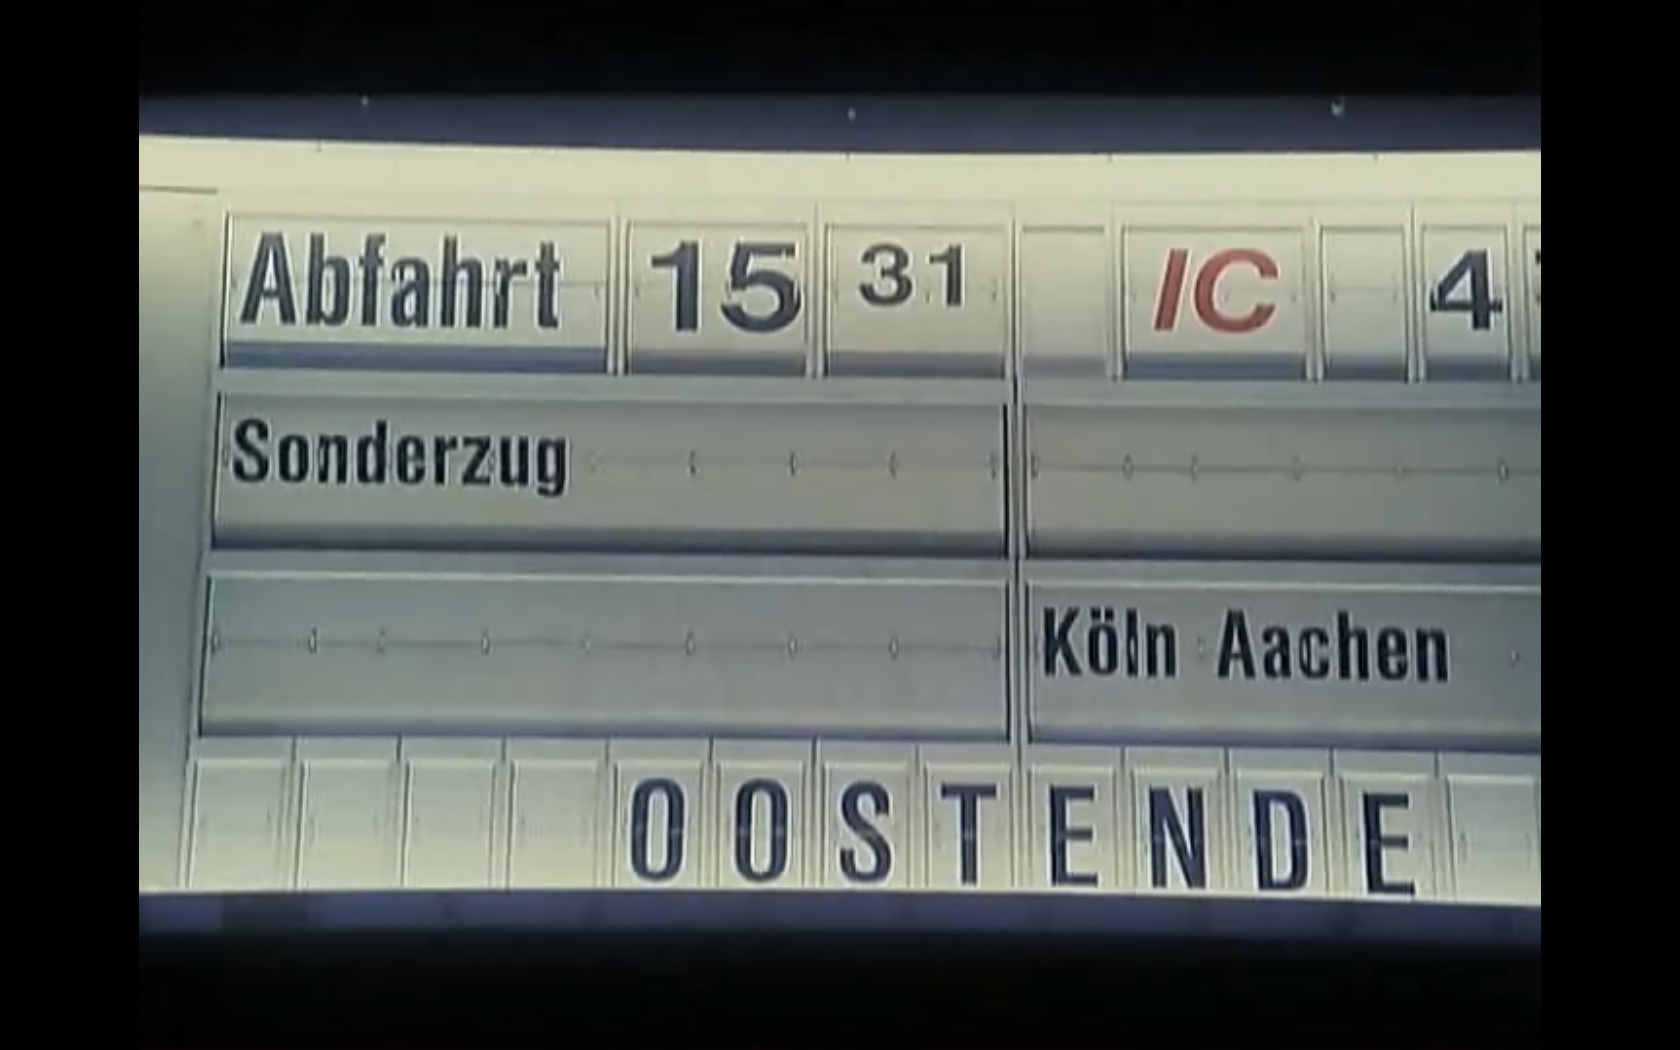 Abfahrt 15 31 IC 4
Sonderzug
Köln Aachen
OOSTENDE